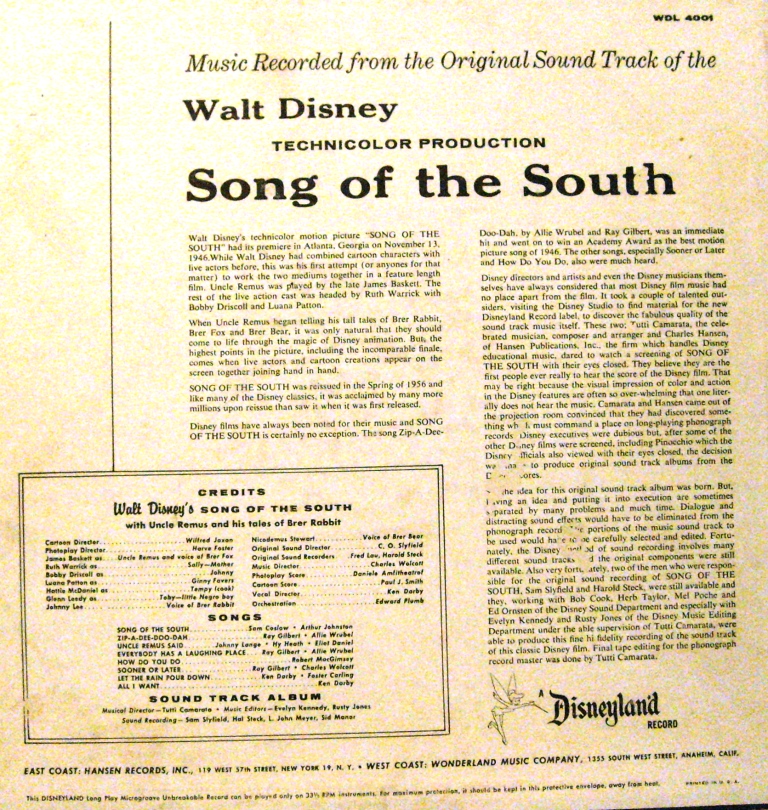 WDL 4001
Music Recorded from the Original Sound Track of the
Walt Disney
TECHNICOLOR PRODUCTION
Song of the South
Walt Disney's technicolor motion picture "SONG OF THE
SOUTH" had its premiere in Atlanta, Georgia on November 13,
1946. While Walt Disney had combined cartoon characters with
live actors before, this was his first attempt (or anyones for that
matter) to work the two mediums together in a feature length
film. Uncle Remus was played by the late James Baskett. The
rest of the live action cast was headed by Ruth Warrick with
Bobby Driscoll and Luana Patton.
When Uncle Remus began telling his tall tales of Brer Rabbit,
Brer Fox and Brer Bear, it was only natural that they should
come to life through the magic of Disney animation. But, the
highest points in the picture, including the incomparable finale,
comes when live actors and cartoon creations appear on the
screen together joining hand in hand.
SONG OF THE SOUTH was reissued in the Spring of 1956 and
like many of the Disney classics, it was acclaimed by many more
millions upon reissue than saw it when it was first released.
Disney films have always been noted for their music and SONG
OF THE SOUTH is certainly no exception. The song Zip-A-Dee-
Doo-Dah, by Allie Wrubel and Ray Gilbert, was an immediate
hit and went on to win an Academy Award as the best motion
picture song of 1946. The other songs, especially Sooner or Later
and How Do You Do, also were much heard.
Disney directors and artists and even the Disney musicians them-
selves have always considered that most Disney film music had
no place apart from the film. It took a couple of talented out-
siders, visiting the Disney Studio to find material for the new
Disneyland Record label, to discover the fabulous quality of the
sound track music itself. These two, Tutti Camarata, the cele-
brated musician, composer and arranger and Charles Hansen,
of Hansen Publications, Inc., the firm which handles Disney
educational music, dared to watch a screening of SONG OF
THE SOUTH with their eyes closed. They believe they are the
first people ever really to hear the score of the Disney film. That
may be right because the visual impression of color and action
in the Disney features are often so over-whelming that one liter-
ally does not hear the music. Camarata and Hansen came out of
the projection room convinced that they had discovered some-
thing must command a place on long-playing phonograph
records Disney executives were dubious but, after some of the
other Disney films were screened, including Pinocchio which the
Disney officials also viewed with their eyes closed, the decision
to produce original sound track albums from the
the idea for this original sound track album was born. But,
having an idea and putting it into execution are sometimes
separated by many problems and much time. Dialogue and
distracting sound effects would have to be eliminated from the
phonograph record portions of the music sound track to
be used would have to be carefully selected and edited. Fortu-
nately, the Disney of sound recording involves many
different sound tracks the original components were still
available. Also very fortunately, two of the men who were respon-
sible for the original sound recording of SONG OF THE
SOUTH, Sam Slyfield and Harold Steck, were still available and
they, working with Bob Cook, Herb Taylor, Mel Poche and
Ed Ornsten of the Disney Sound Department and especially with
Evelyn Kennedy and Rusty Jones of the Disney Music Editing
Department under the able supervision of Tutti Camarata, were
able to produce this fine hi fidelity recording of the sound track
of this classic Disney film. Final tape editing for the phonograph
record master was done by Tutti Camarata.
CREDITS
Walt Disney's SONG OF THE SOUTH
with Uncle Remus and his tales of Brer Rabbit
Cartoon Director Wilfred Jaxon
Photoplay Director Harve Foster
James Baskett as Uncle Remus and voice of Brer Fox
Ruth Warrick as Sally—Mother
Bobby Driscoll as Johnny
Luana Patton as Ginny Favers
Hattie McDaniel as Tempy (cook)
Glenn Leedy as Toby—little Negro boy
Johnny Lee Voice of Brer Rabbit
Nicodemus Stewart Voice of Brer Bear
Original Sound Director C. O. Slyfield
Original Sound Recorders Fred Lau, Harold Steck
Music Director Charles Wolcott
Photoplay Score Daniele Amfitheatrof
Cartoon Score Paul J. Smith
Vocal Director Ken Darby
Orchestration Edward Plumb
SONGS
SONG OF THE SOUTH Sam Coslow • Arthur Johnston
ZIP-A-DEE-DOO-DAH Ray Gilbert • Allie Wrubel
UNCLE REMUS SAID Johnny Lange • Hy Heath • Eliot Daniel
EVERYBODY HAS A LAUGHING PLACE Ray Gilbert • Allie Wrubel
HOW DO YOU DO Robert MacGimsey
SOONER OR LATER Ray Gilbert • Charles Wolcott
LET THE RAIN POUR DOWN Ken Darby • Foster Carling
ALL I WANT Ken Darby
SOUND TRACK ALBUM
Musical Director—Tutti Camarata • Music Editors—Evelyn Kennedy, Rusty Jones
Sound Recording—Sam Slyfield, Hal Steck, L. John Meyer, Sid Manor
A Disneyland RECORD
EAST COAST: HANSEN RECORDS, INC., 119 WEST 57th STREET, NEW YORK 19, N. Y. • WEST COAST: WONDERLAND MUSIC COMPANY, 1353 SOUTH WEST STREET, ANAHEIM, CALIF.
This DISNEYLAND Long Play Microgroove Unbreakable Record can be played only on 33⅓ RPM instruments. For maximum protection, it should be kept in this protective envelope, away from heat. PRINTED IN U. S. A.